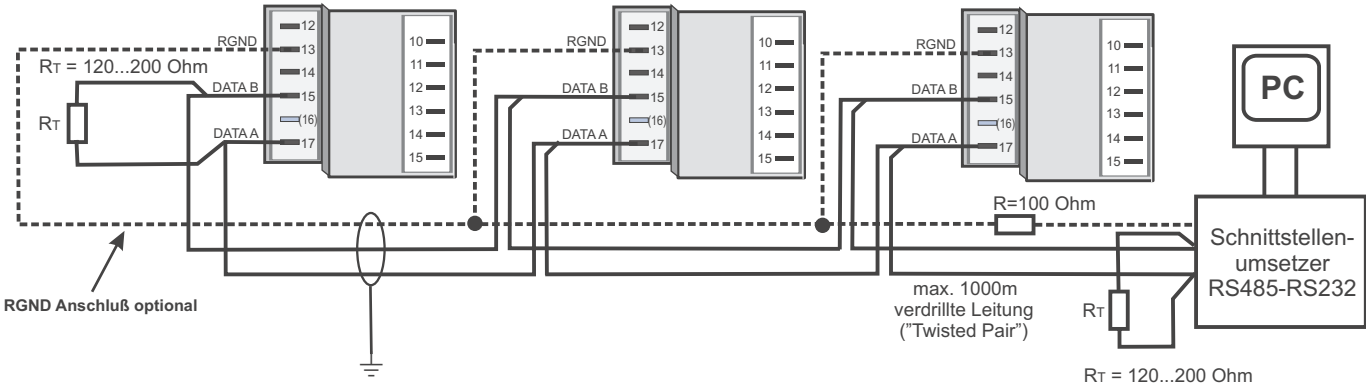 12
RGND
13
14
DATA B
15
(16)
DATA A
17
10
11
12
13
14
15
RT = 120...200 Ohm
RT
12
RGND
13
14
DATA B
15
(16)
DATA A
17
10
11
12
13
14
15
12
RGND
13
14
DATA B
15
(16)
DATA A
17
10
11
12
13
14
15
PC
R=100 Ohm
Schnittstellen-
umsetzer
RS485-RS232
RGND Anschluß optional
max. 1000m
verdrillte Leitung
("Twisted Pair")
RT
RT = 120...200 Ohm